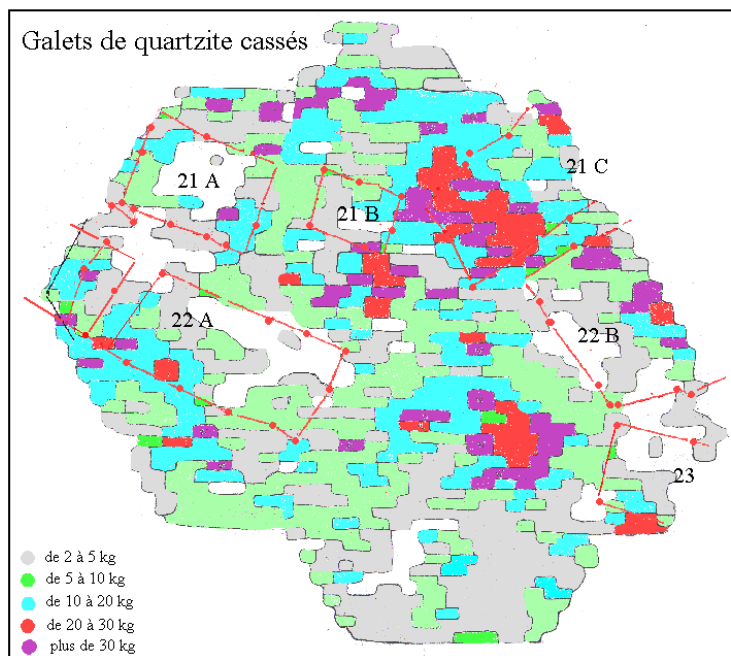 Galets de quartzite cassés
21 A
21 B
21 C
22 A
22 B
23
de 2 à 5 kg
de 5 à 10 kg
de 10 à 20 kg
de 20 à 30 kg
plus de 30 kg